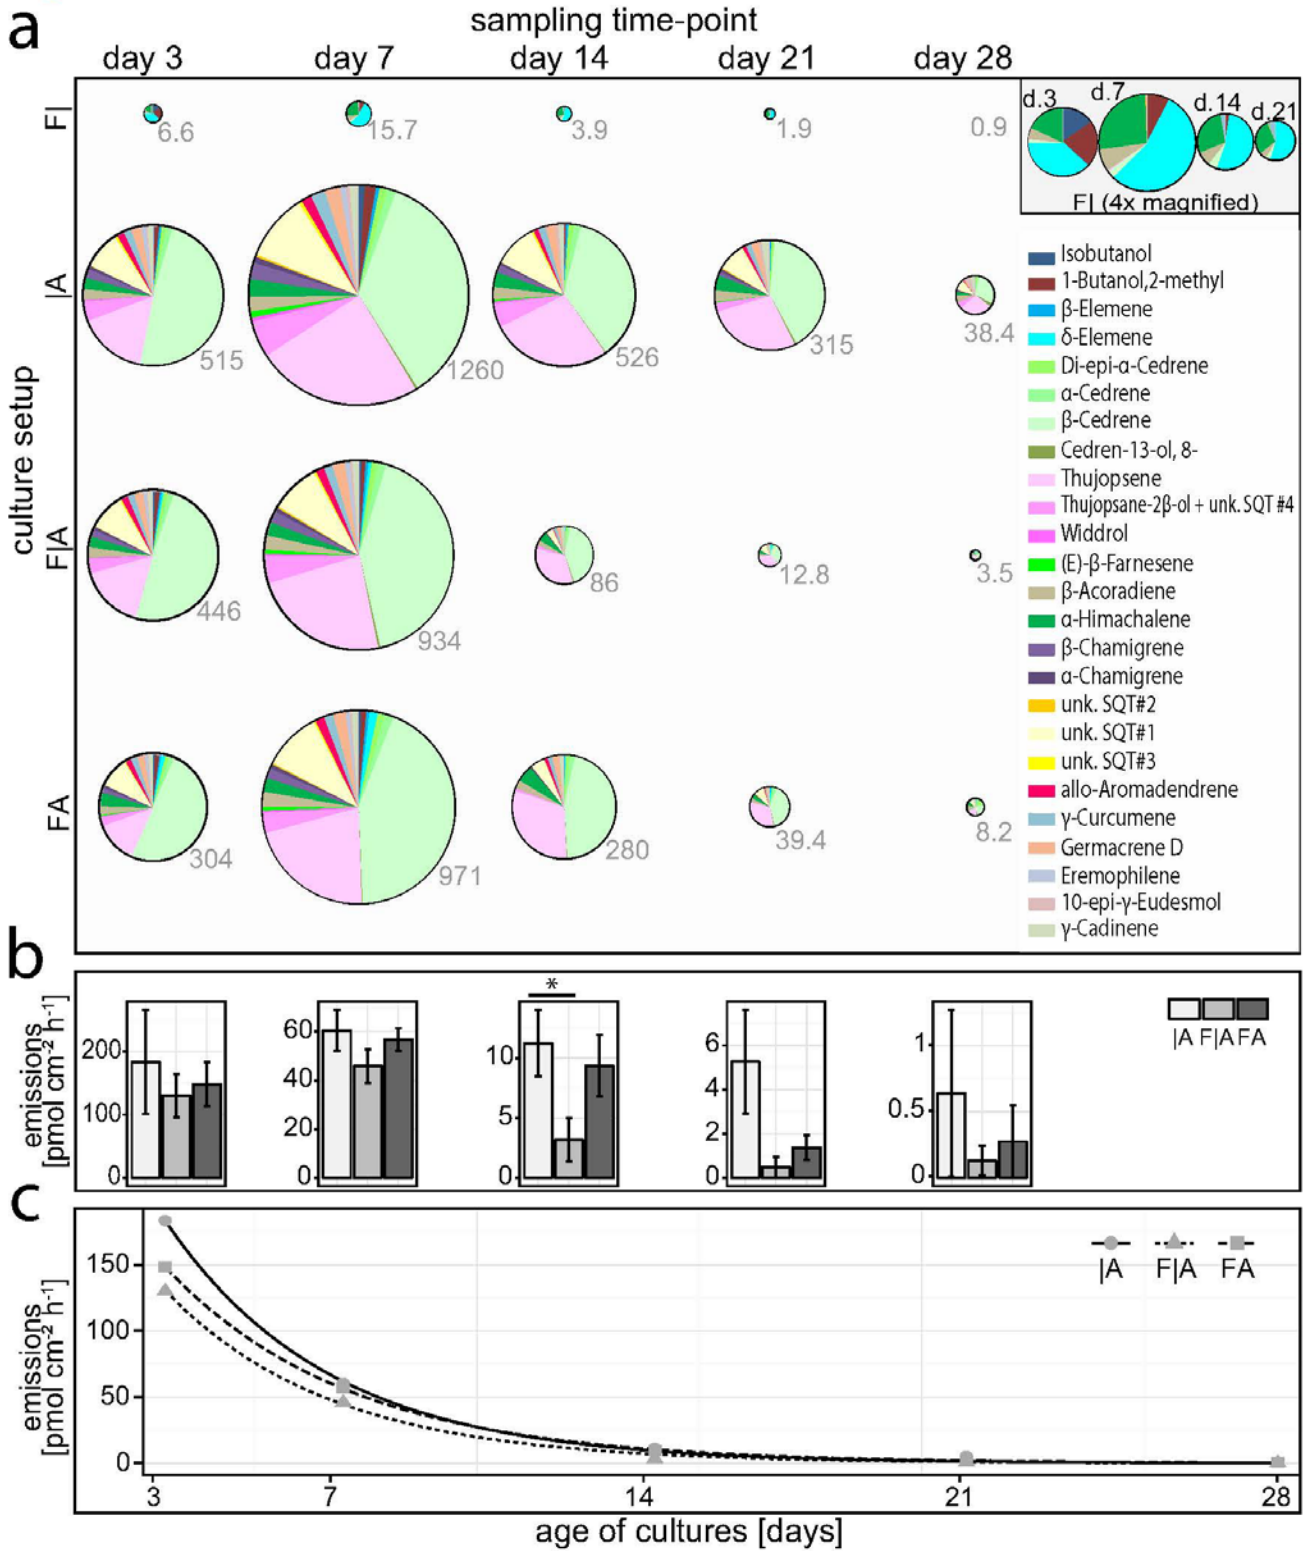 a
sampling time-point
day 3 day 7 day 14 day 21 day 28
culture setup
F|
6.6 15.7 3.9 1.9 0.9
d.3 d.7 d.14 d.21
F| (4x magnified)
|A
515 1260 526 315 38.4
F|A
446 934 86 12.8 3.5
FA
304 971 280 39.4 8.2
Isobutanol
1-Butanol,2-methyl
β-Elemene
δ-Elemene
Di-epi-α-Cedrene
α-Cedrene
β-Cedrene
Cedren-13-ol, 8-
Thujopsene
Thujopsane-2β-ol + unk. SQT #4
Widdrol
(E)-β-Farnesene
β-Acoradiene
α-Himachalene
β-Chamigrene
α-Chamigrene
unk. SQT#2
unk. SQT#1
unk. SQT#3
allo-Aromadendrene
γ-Curcumene
Germacrene D
Eremophilene
10-epi-γ-Eudesmol
γ-Cadinene
b
emissions
[pmol cm⁻² h⁻¹]
200
100
0
60
40
20
0
*
10
5
0
6
4
2
0
1
0.5
0
|A F|A FA
c
emissions
[pmol cm⁻² h⁻¹]
150
100
50
0
|A F|A FA
3 7 14 21 28
age of cultures [days]